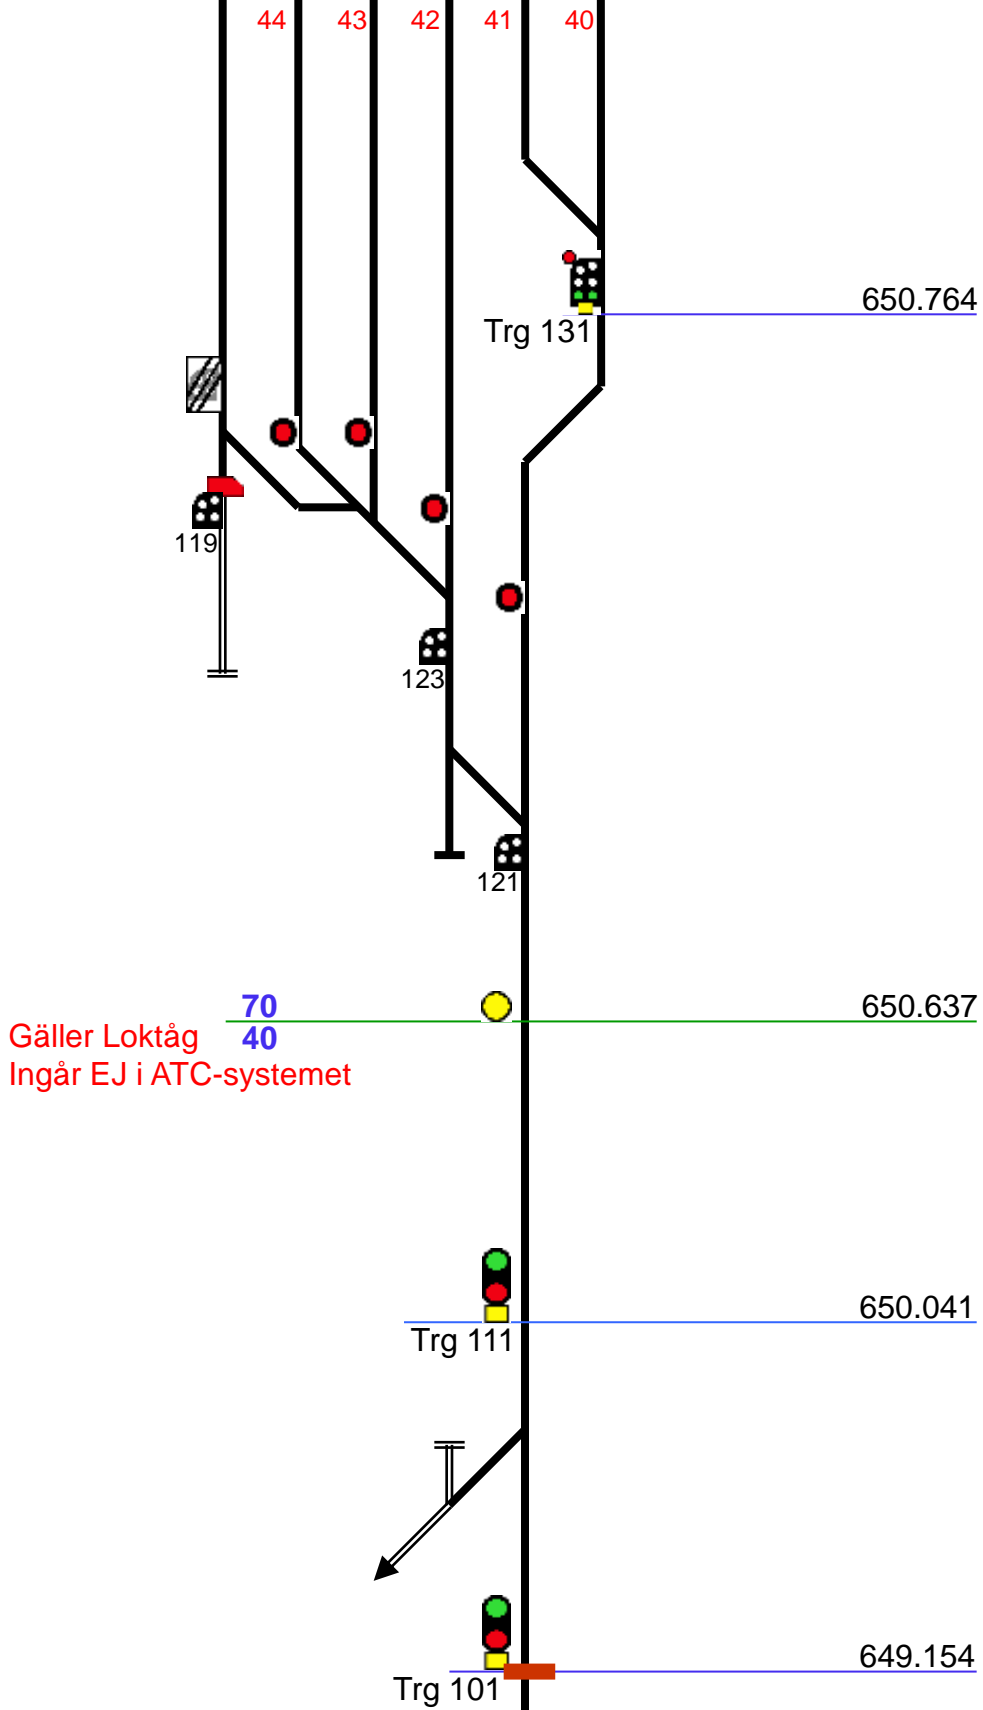 44 43 42 41 40
650.764
Trg 131
119
123
121
70
650.637
Gäller Loktåg 40
Ingår EJ i ATC-systemet
650.041
Trg 111
649.154
Trg 101